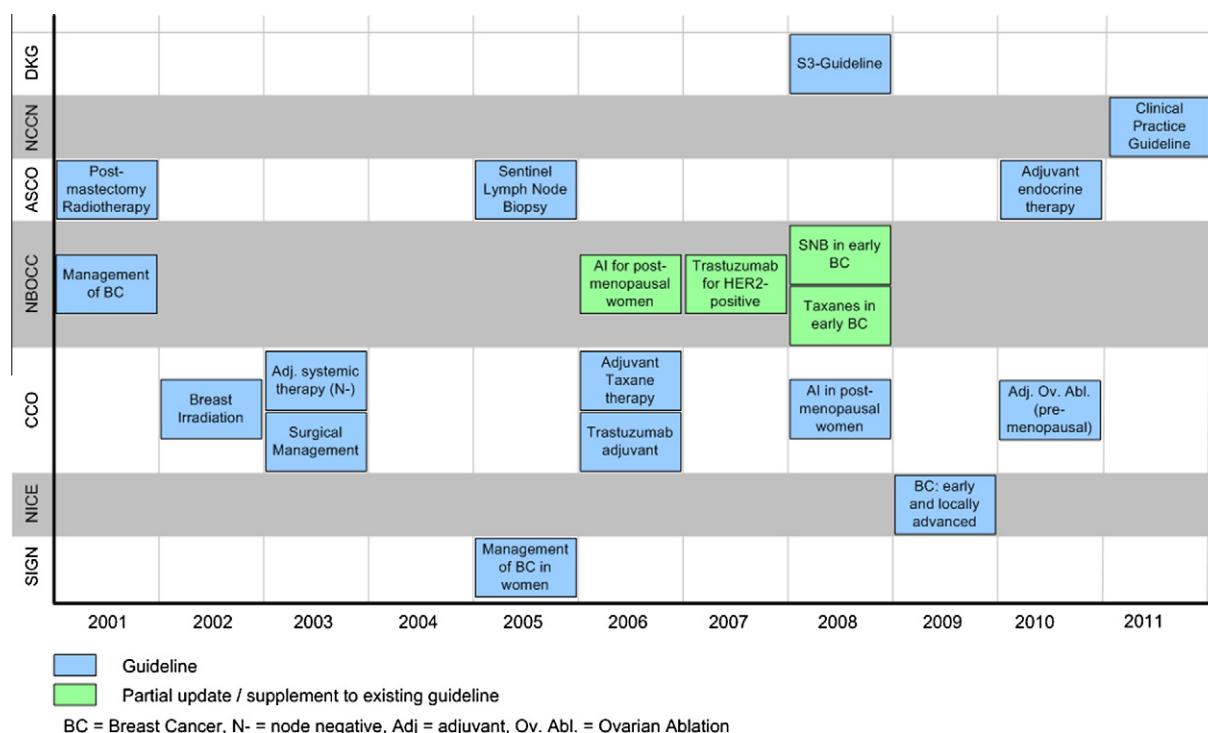 DKG
S3-Guideline
NCCN
Clinical
Practice
Guideline
ASCO
Post-
mastectomy
Radiotherapy
Sentinel
Lymph Node
Biopsy
Adjuvant
endocrine
therapy
NBOCC
Management
of BC
AI for post-
menopausal
women
Trastuzumab
for HER2-
positive
SNB in early
BC
Taxanes in
early BC
CCO
Breast
Irradiation
Adj. systemic
therapy (N-)
Surgical
Management
Adjuvant
Taxane
therapy
Trastuzumab
adjuvant
AI in post-
menopausal
women
Adj. Ov. Abl.
(pre-
menopausal)
NICE
BC: early
and locally
advanced
SIGN
Management
of BC in
women
2001 2002 2003 2004 2005 2006 2007 2008 2009 2010 2011
Guideline
Partial update / supplement to existing guideline
BC = Breast Cancer, N- = node negative, Adj = adjuvant, Ov. Abl. = Ovarian Ablation